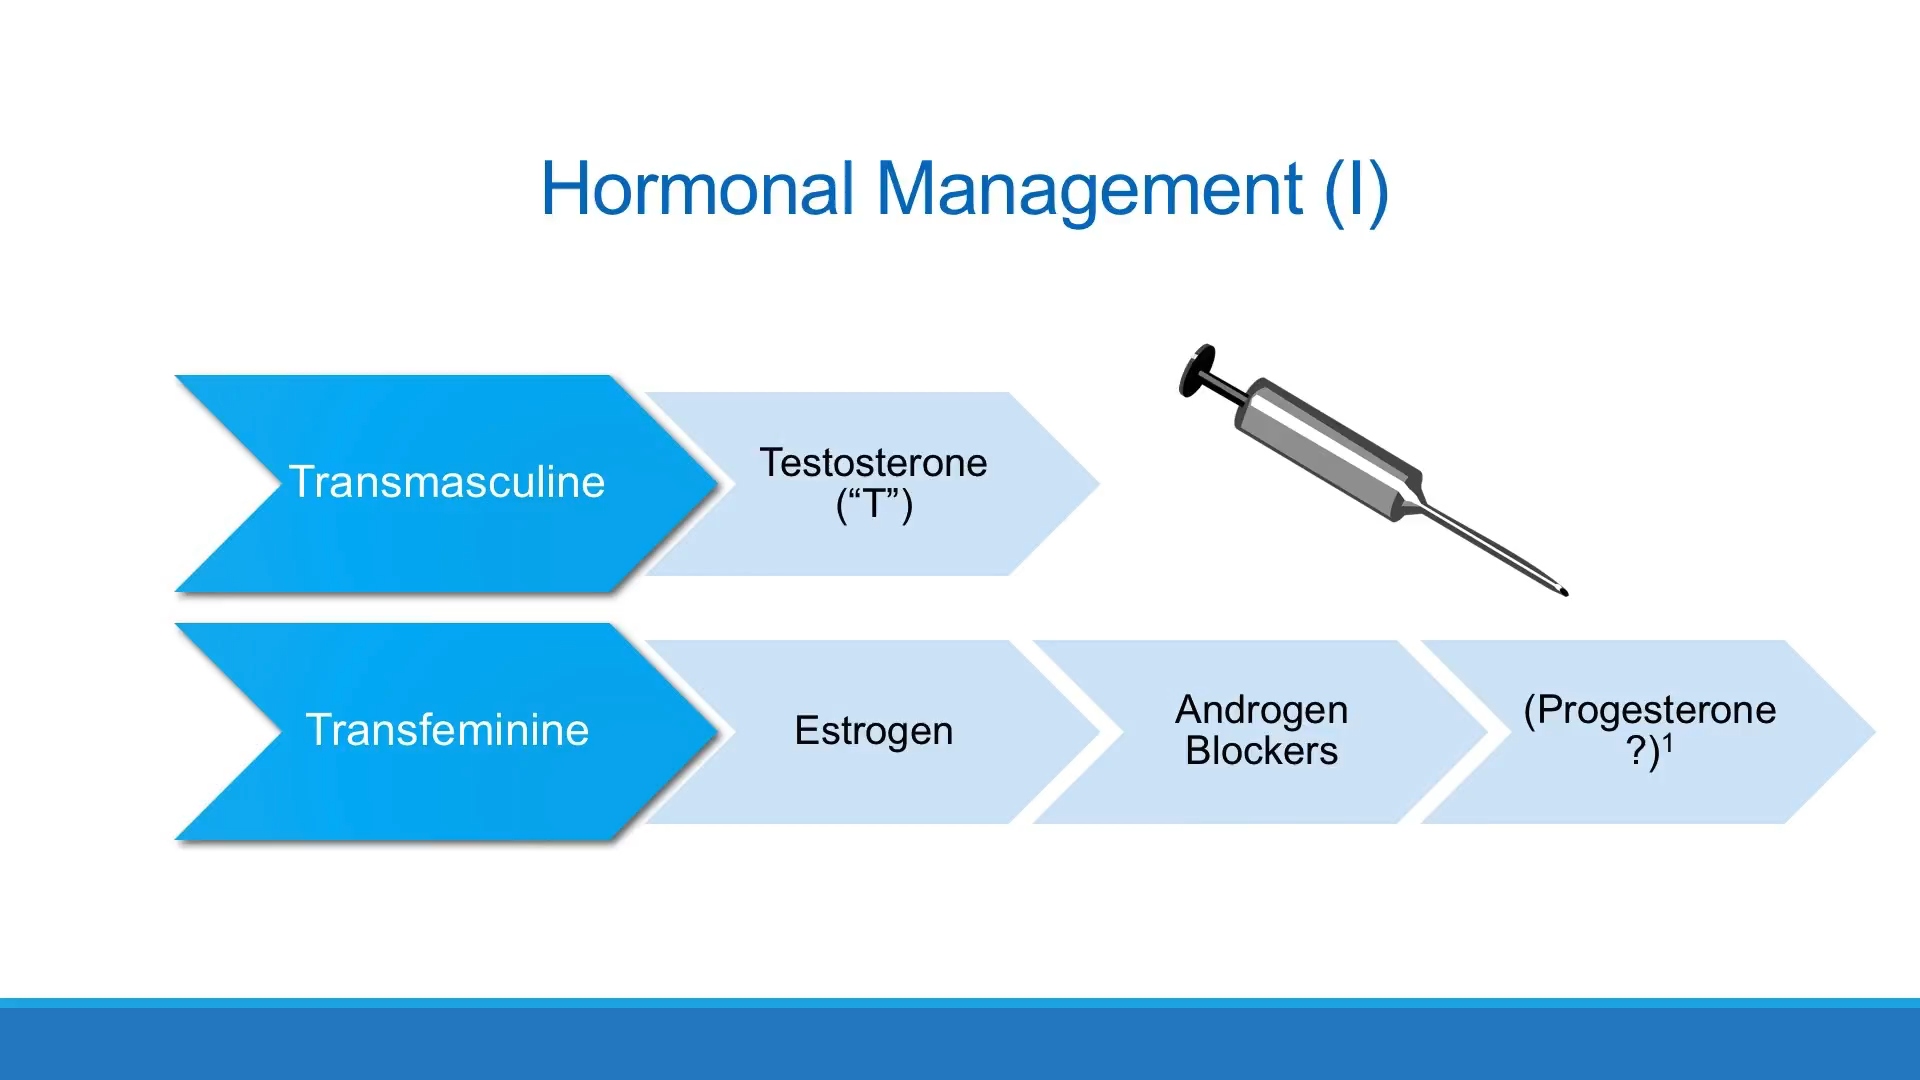 Hormonal Management (I)
Transmasculine
Testosterone
(“T”)
Transfeminine
Estrogen
Androgen
Blockers
(Progesterone
?)¹